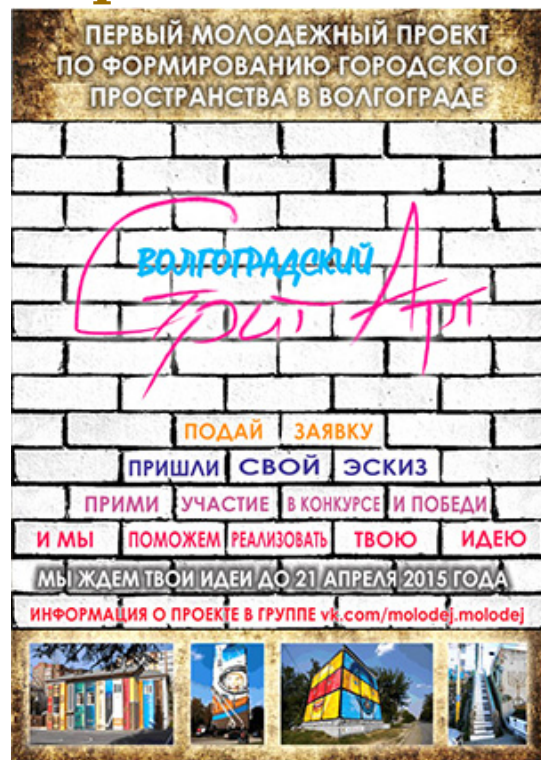 ПЕРВЫЙ МОЛОДЕЖНЫЙ ПРОЕКТ
ПО ФОРМИРОВАНИЮ ГОРОДСКОГО
ПРОСТРАНСТВА В ВОЛГОГРАДЕ
ВОЛГОГРАДСКИЙ
Стрит Арт
ПОДАЙ ЗАЯВКУ
ПРИШЛИ СВОЙ ЭСКИЗ
ПРИМИ УЧАСТИЕ В КОНКУРСЕ И ПОБЕДИ
И МЫ ПОМОЖЕМ РЕАЛИЗОВАТЬ ТВОЮ ИДЕЮ
МЫ ЖДЕМ ТВОИ ИДЕИ ДО 21 АПРЕЛЯ 2015 ГОДА
ИНФОРМАЦИЯ О ПРОЕКТЕ В ГРУППЕ vk.com/molodej.molodej